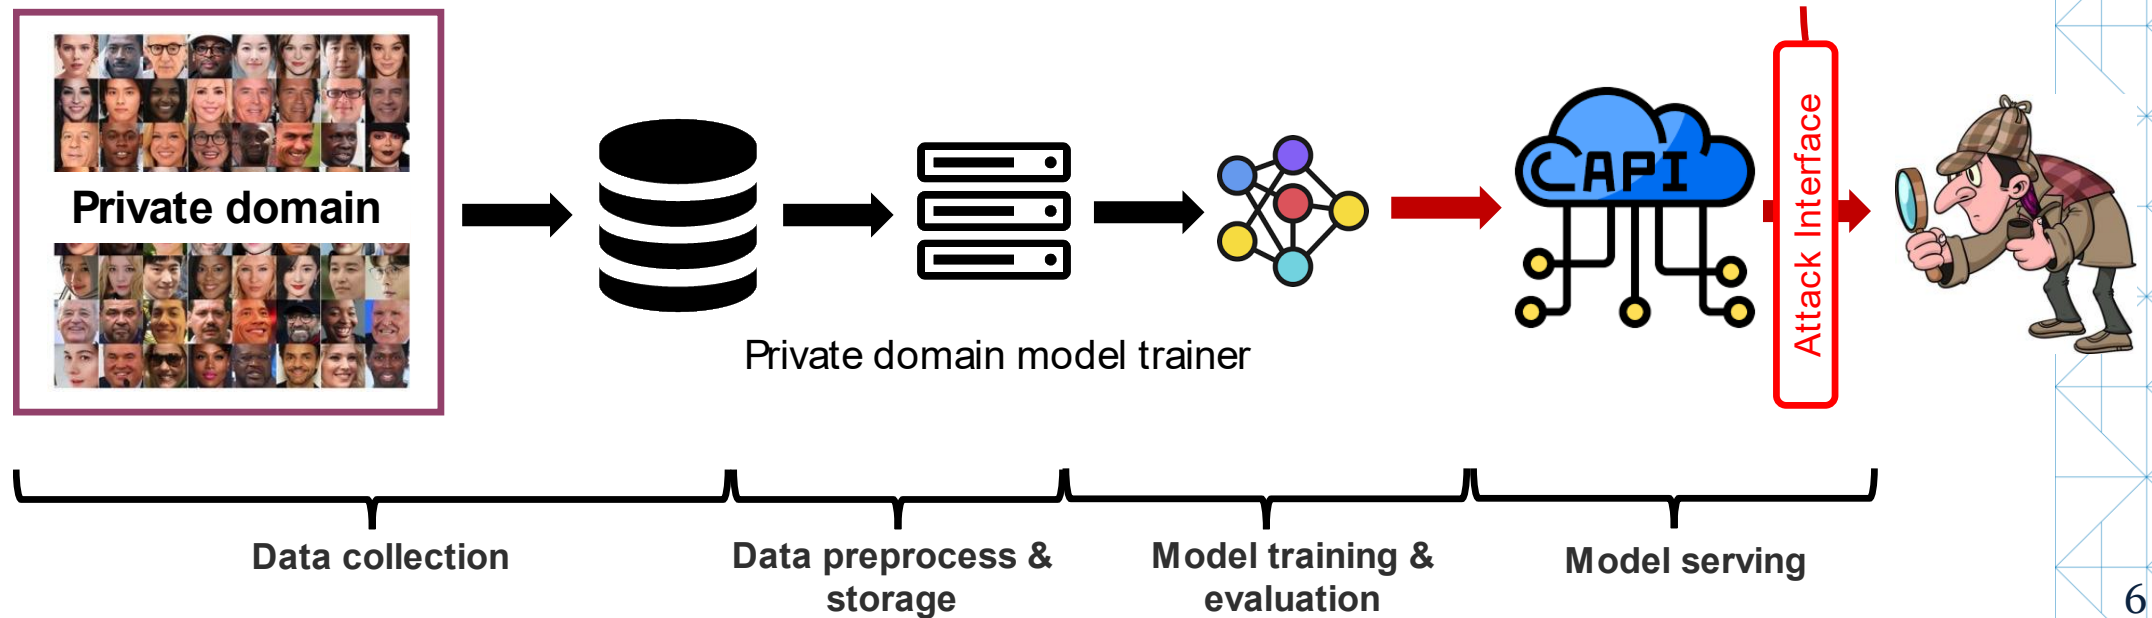 Private domain
API
Attack Interface
Private domain model trainer
Data collection
Data preprocess &
storage
Model training &
evaluation
Model serving
6